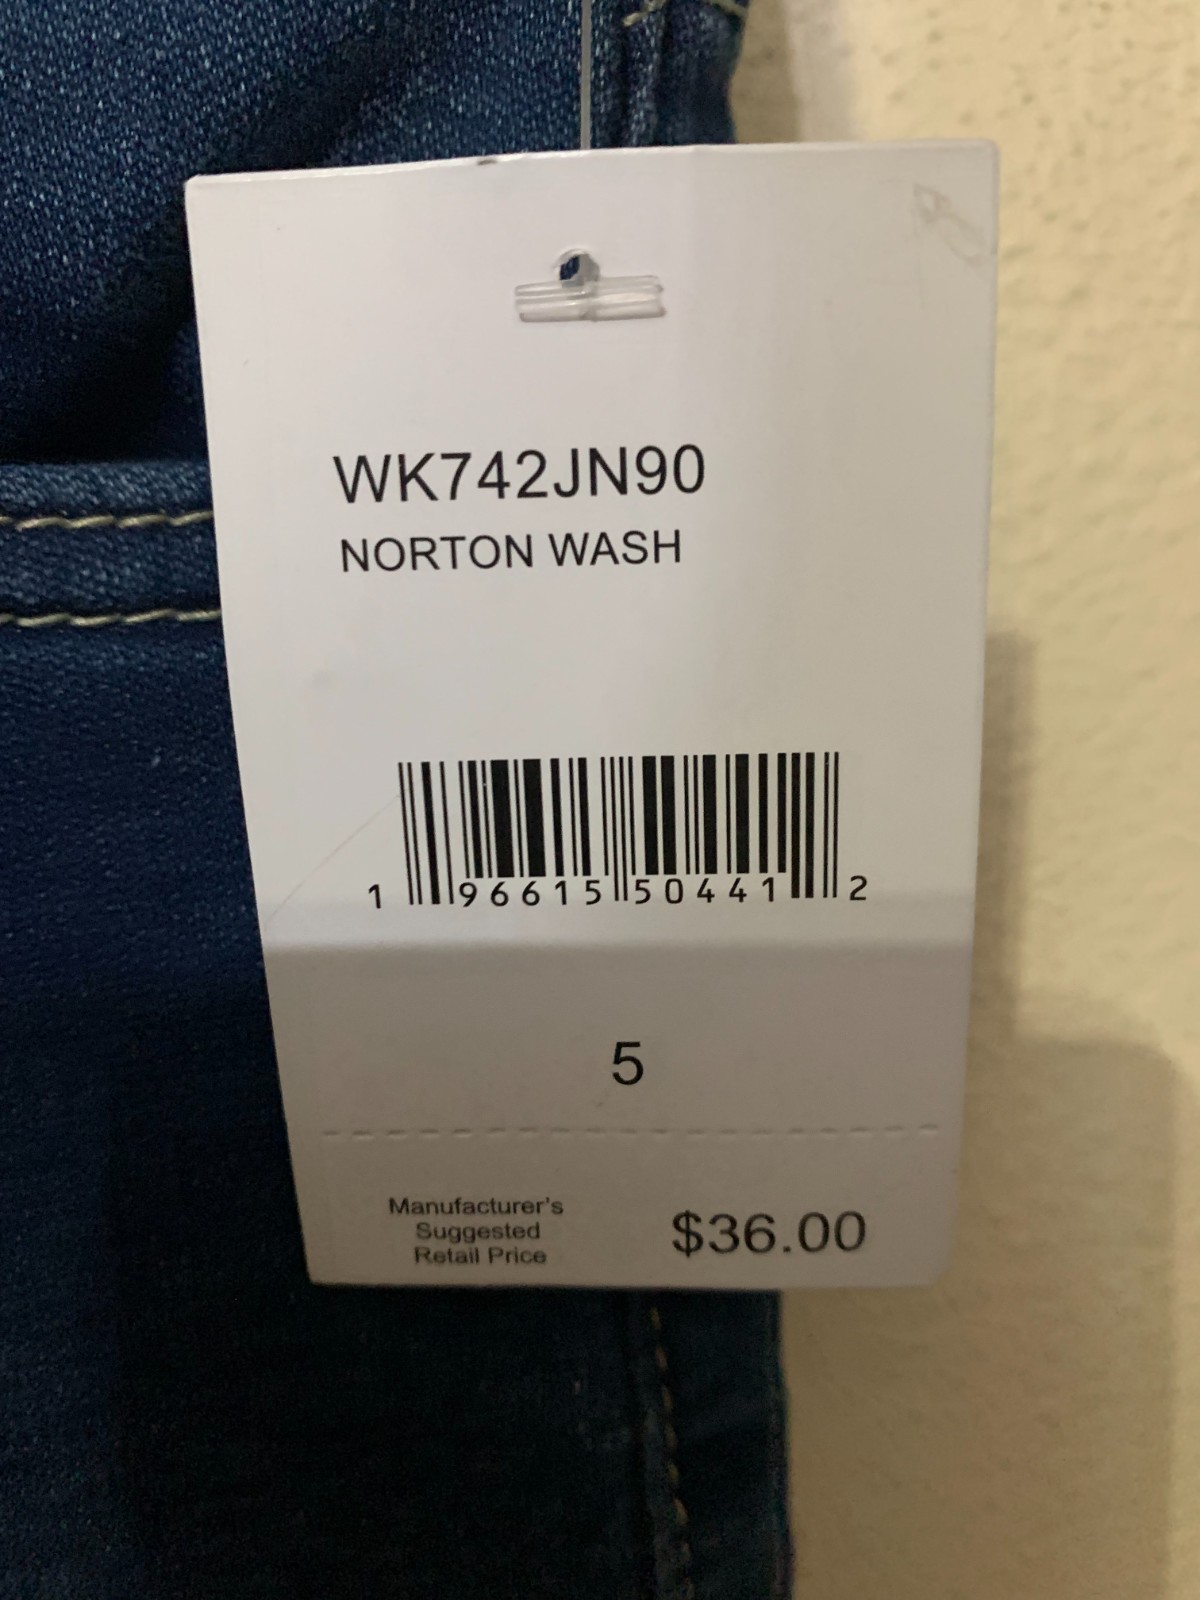 WK742JN90
NORTON WASH
1 96615 50441 2
5
Manufacturer's
Suggested
Retail Price
$36.00